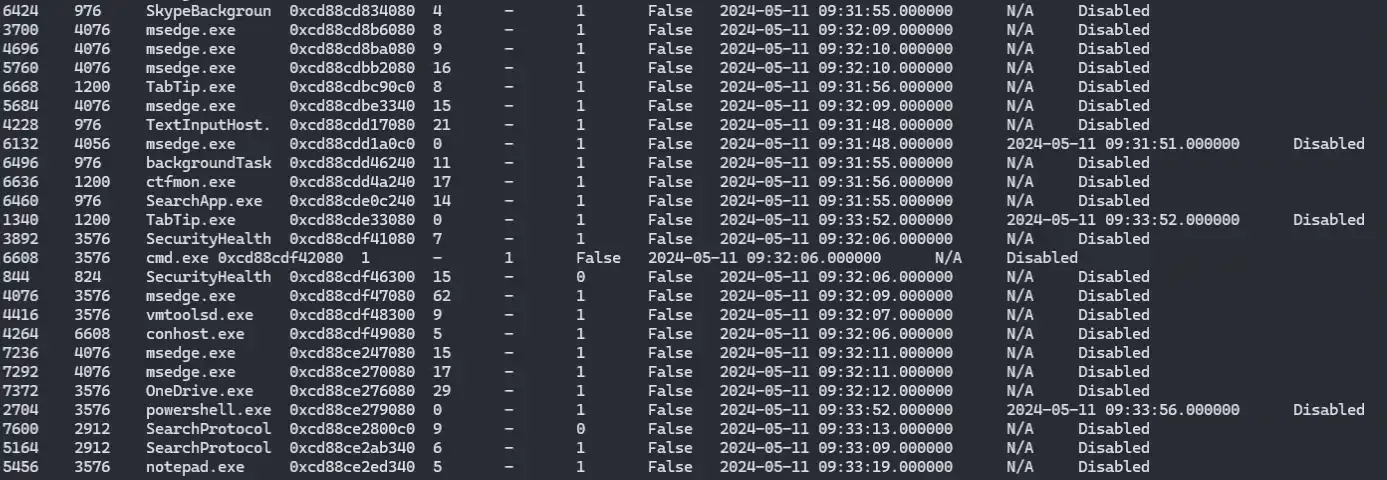 6424 976 SkypeBackgroun 0xcd88cd834080 4 - 1 False 2024-05-11 09:31:55.000000 N/A Disabled
3700 4076 msedge.exe 0xcd88cd8b6080 8 - 1 False 2024-05-11 09:32:09.000000 N/A Disabled
4696 4076 msedge.exe 0xcd88cd8ba080 9 - 1 False 2024-05-11 09:32:10.000000 N/A Disabled
5760 4076 msedge.exe 0xcd88cdbb2080 16 - 1 False 2024-05-11 09:32:10.000000 N/A Disabled
6668 1200 TabTip.exe 0xcd88cdbc90c0 8 - 1 False 2024-05-11 09:31:56.000000 N/A Disabled
5684 4076 msedge.exe 0xcd88cdbe3340 15 - 1 False 2024-05-11 09:32:09.000000 N/A Disabled
4228 976 TextInputHost. 0xcd88cdd17080 21 - 1 False 2024-05-11 09:31:48.000000 N/A Disabled
6132 4056 msedge.exe 0xcd88cdd1a0c0 0 - 1 False 2024-05-11 09:31:48.000000 2024-05-11 09:31:51.000000 Disabled
6496 976 backgroundTask 0xcd88cdd46240 11 - 1 False 2024-05-11 09:31:55.000000 N/A Disabled
6636 1200 ctfmon.exe 0xcd88cdd4a240 17 - 1 False 2024-05-11 09:31:56.000000 N/A Disabled
6460 976 SearchApp.exe 0xcd88cde0c240 14 - 1 False 2024-05-11 09:31:55.000000 N/A Disabled
1340 1200 TabTip.exe 0xcd88cde33080 0 - 1 False 2024-05-11 09:33:52.000000 2024-05-11 09:33:52.000000 Disabled
3892 3576 SecurityHealth 0xcd88cdf41080 7 - 1 False 2024-05-11 09:32:06.000000 N/A Disabled
6608 3576 cmd.exe 0xcd88cdf42080 1 - 1 False 2024-05-11 09:32:06.000000 N/A Disabled
844 824 SecurityHealth 0xcd88cdf46300 15 - 0 False 2024-05-11 09:32:06.000000 N/A Disabled
4076 3576 msedge.exe 0xcd88cdf47080 62 - 1 False 2024-05-11 09:32:09.000000 N/A Disabled
4416 3576 vmtoolsd.exe 0xcd88cdf48300 9 - 1 False 2024-05-11 09:32:07.000000 N/A Disabled
4264 6608 conhost.exe 0xcd88cdf49080 5 - 1 False 2024-05-11 09:32:06.000000 N/A Disabled
7236 4076 msedge.exe 0xcd88ce247080 15 - 1 False 2024-05-11 09:32:11.000000 N/A Disabled
7292 4076 msedge.exe 0xcd88ce270080 17 - 1 False 2024-05-11 09:32:11.000000 N/A Disabled
7372 3576 OneDrive.exe 0xcd88ce276080 29 - 1 False 2024-05-11 09:32:12.000000 N/A Disabled
2704 3576 powershell.exe 0xcd88ce279080 0 - 1 False 2024-05-11 09:33:52.000000 2024-05-11 09:33:56.000000 Disabled
7600 2912 SearchProtocol 0xcd88ce2800c0 9 - 0 False 2024-05-11 09:33:13.000000 N/A Disabled
5164 2912 SearchProtocol 0xcd88ce2ab340 6 - 1 False 2024-05-11 09:33:09.000000 N/A Disabled
5456 3576 notepad.exe 0xcd88ce2ed340 5 - 1 False 2024-05-11 09:33:19.000000 N/A Disabled